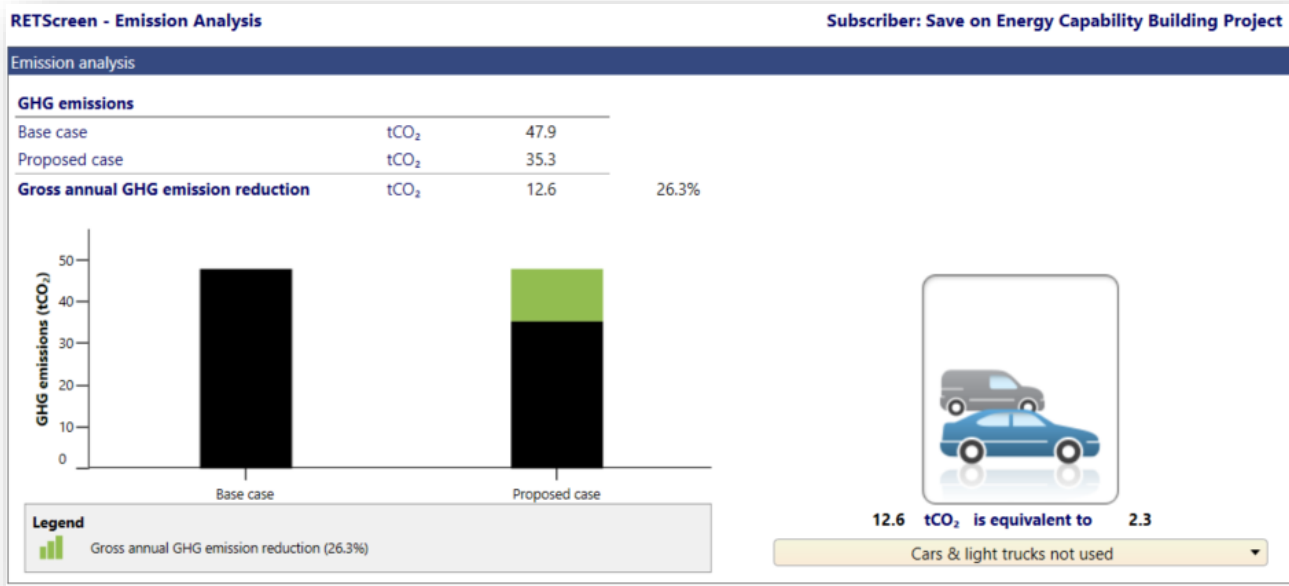 RETScreen - Emission Analysis Subscriber: Save on Energy Capability Building Project
Emission analysis
GHG emissions
Base case tCO₂ 47.9
Proposed case tCO₂ 35.3
Gross annual GHG emission reduction tCO₂ 12.6 26.3%
GHG emissions (tCO₂)
50
40
30
20
10
0
Base case Proposed case
Legend
Gross annual GHG emission reduction (26.3%)
12.6 tCO₂ is equivalent to 2.3
Cars & light trucks not used